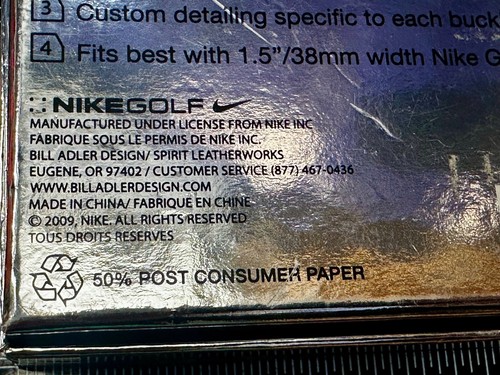 3 Custom detailing specific to each buck
4 Fits best with 1.5"/38mm width Nike G
NIKEGOLF
MANUFACTURED UNDER LICENSE FROM NIKE INC
FABRIQUE SOUS LE PERMIS DE NIKE INC.
BILL ADLER DESIGN/ SPIRIT LEATHERWORKS
EUGENE, OR 97402 / CUSTOMER SERVICE (877) 467-0436
WWW.BILLADLERDESIGN.COM
MADE IN CHINA/ FABRIQUE EN CHINE
© 2009, NIKE. ALL RIGHTS RESERVED
TOUS DROITS RESERVES
50% POST CONSUMER PAPER